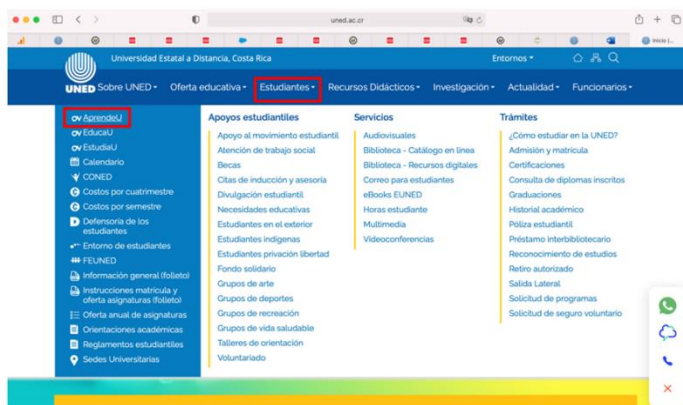 uned.ac.cr
Inicio |...
Universidad Estatal a Distancia, Costa Rica
Entornos
UNED
Sobre UNED
Oferta educativa
Estudiantes
Recursos Didácticos
Investigación
Actualidad
Funcionarios
AprendeU
EducaU
EstudiaU
Calendario
CONED
Costos por cuatrimestre
Costos por semestre
Defensoría de los
estudiantes
Entorno de estudiantes
FEUNED
Información general (folleto)
Instrucciones matrícula y
oferta asignaturas (folleto)
Oferta anual de asignaturas
Orientaciones académicas
Reglamentos estudiantiles
Sedes Universitarias
Apoyos estudiantiles
Apoyo al movimiento estudiantil
Atención de trabajo social
Becas
Citas de inducción y asesoría
Divulgación estudiantil
Necesidades educativas
Estudiantes en el exterior
Estudiantes indígenas
Estudiantes privación libertad
Fondo solidario
Grupos de arte
Grupos de deportes
Grupos de recreación
Grupos de vida saludable
Talleres de orientación
Voluntariado
Servicios
Audiovisuales
Biblioteca - Catálogo en línea
Biblioteca - Recursos digitales
Correo para estudiantes
eBooks EUNED
Horas estudiante
Multimedia
Videoconferencias
Trámites
¿Cómo estudiar en la UNED?
Admisión y matrícula
Certificaciones
Consulta de diplomas inscritos
Graduaciones
Historial académico
Póliza estudiantil
Préstamo interbibliotecario
Reconocimiento de estudios
Retiro autorizado
Salida Lateral
Solicitud de programas
Solicitud de seguro voluntario